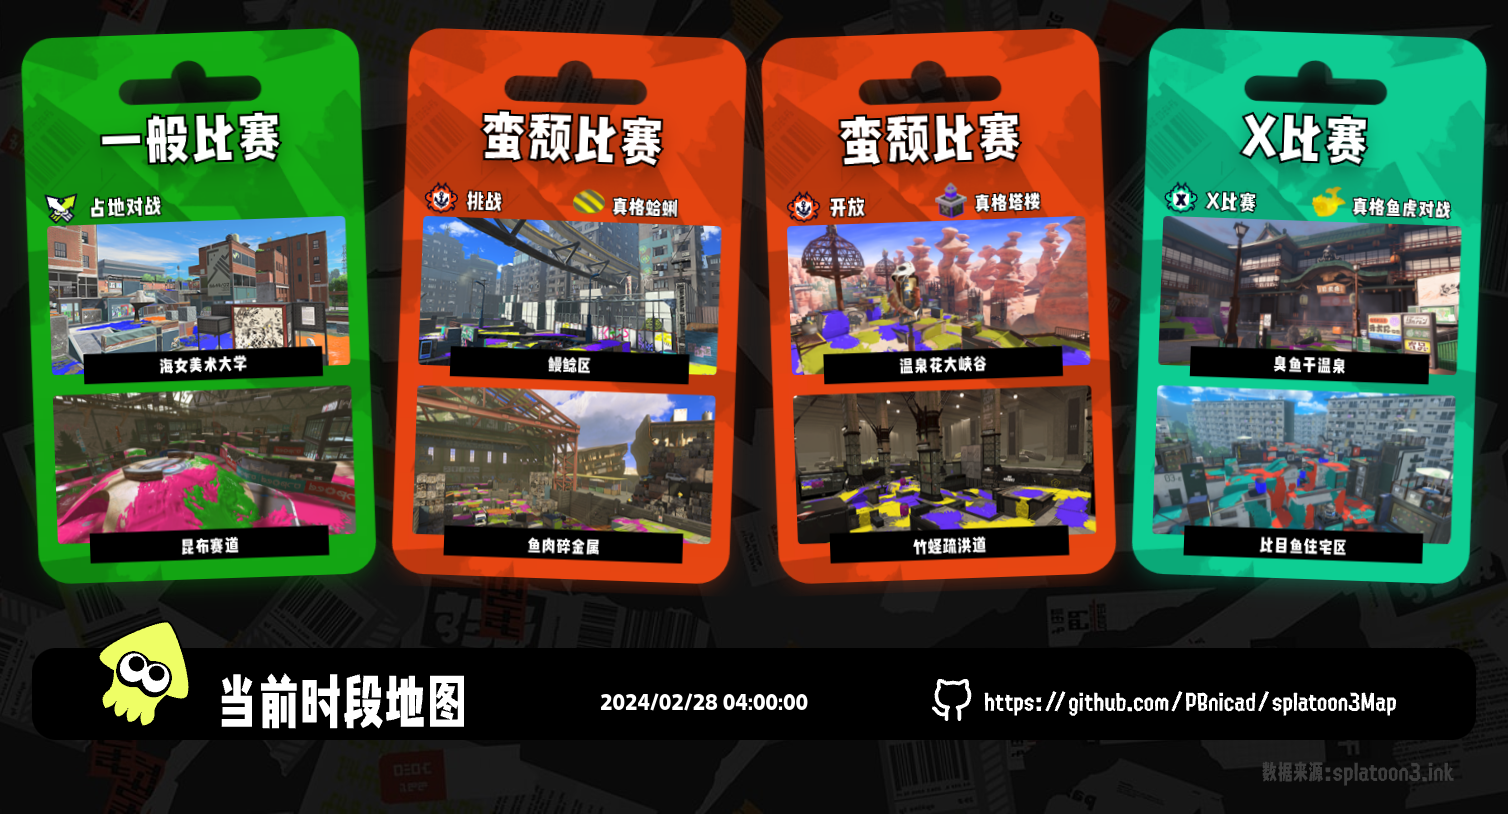 一般比赛
占地对战
海女美术大学
昆布赛道
蛮颓比赛
挑战
真格蛤蜊
鳗鲶区
鱼肉碎金属
蛮颓比赛
开放
真格塔楼
温泉花大峡谷
竹蛏疏洪道
X比赛
X比赛
真格鱼虎对战
臭鱼干温泉
比目鱼住宅区
当前时段地图
2024/02/28 04:00:00
https://github.com/PBnicad/splatoon3Map
数据来源:splatoon3.ink